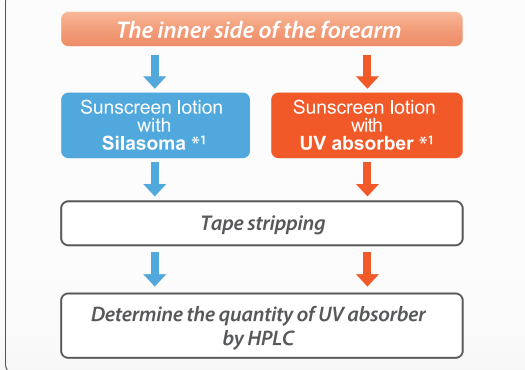 The inner side of the forearm
Sunscreen lotion
with
Silasoma *1
Sunscreen lotion
with
UV absorber *1
Tape stripping
Determine the quantity of UV absorber
by HPLC